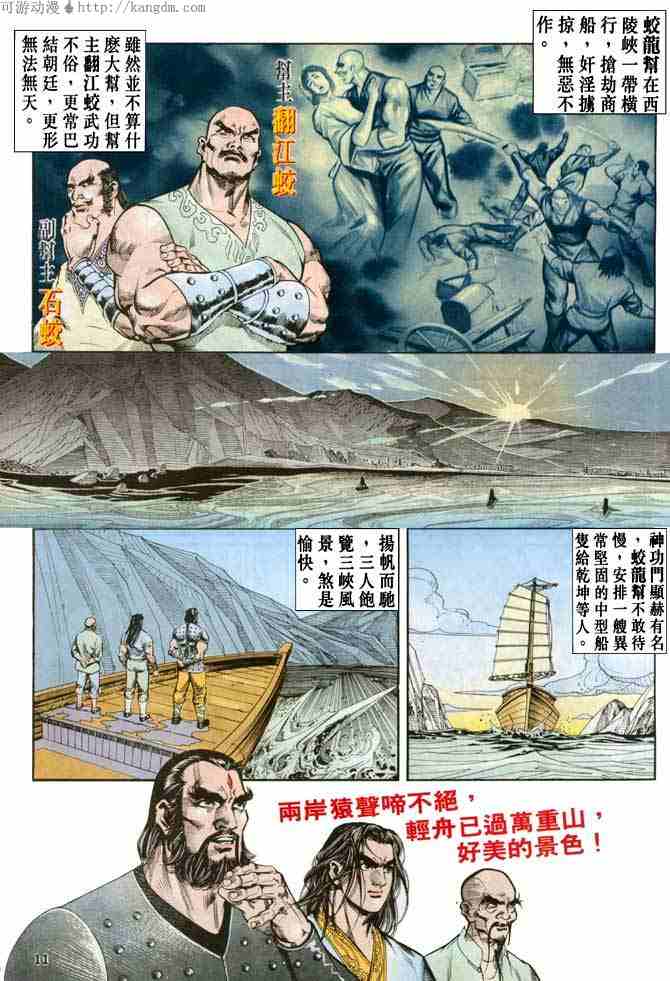 可游动漫 http://kangdm.com
蛟龍幫在西
陵峽一帶橫
行，搶劫商
船，奸淫擄
掠，無惡不
作。
雖然並不算什
麼大幫，但幫
主翻江蛟武功
不俗，更常巴
結朝廷，更形
無法無天。
幫主翻江蛟
副幫主石蛟
神功門顯赫有名
，蛟龍幫不敢待
慢，安排一艘異
常堅固的中型船
隻給乾坤等人。
揚帆而馳
，三人飽
覽三峽風
景，煞是
愉快。
兩岸猿聲啼不絕，
輕舟已過萬重山，
好美的景色！
11